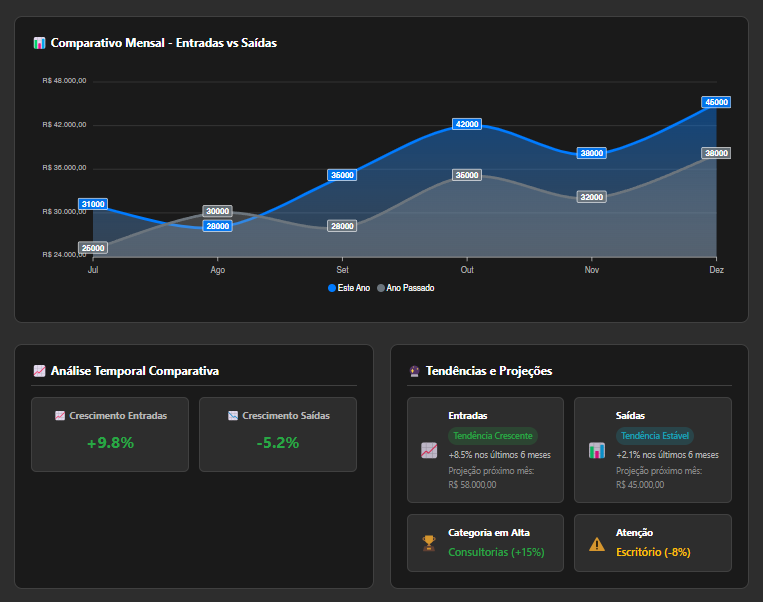 Comparativo Mensal - Entradas vs Saídas
R$ 48.000,00
R$ 42.000,00
R$ 36.000,00
R$ 30.000,00
R$ 24.000,00
31000
28000
35000
42000
38000
45000
25000
30000
28000
35000
32000
38000
Jul Ago Set Out Nov Dez
Este Ano Ano Passado
Análise Temporal Comparativa
Crescimento Entradas
+9.8%
Crescimento Saídas
-5.2%
Tendências e Projeções
Entradas
Tendência Crescente
+8.5% nos últimos 6 meses
Projeção próximo mês:
R$ 58.000,00
Saídas
Tendência Estável
+2.1% nos últimos 6 meses
Projeção próximo mês:
R$ 45.000,00
Categoria em Alta
Consultorias (+15%)
Atenção
Escritório (-8%)